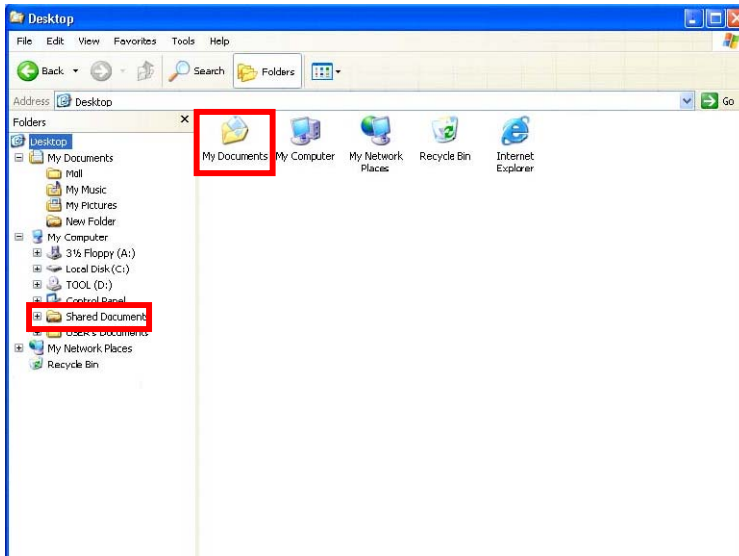 Desktop
File Edit View Favorites Tools Help
Back Search Folders
Address Desktop Go
Folders
Desktop
My Documents
Mail
My Music
My Pictures
New Folder
My Computer
3½ Floppy (A:)
Local Disk (C:)
TOOL (D:)
Control Panel
Shared Documents
USER's Documents
My Network Places
Recycle Bin
My Documents
My Computer
My Network
Places
Recycle Bin
Internet
Explorer